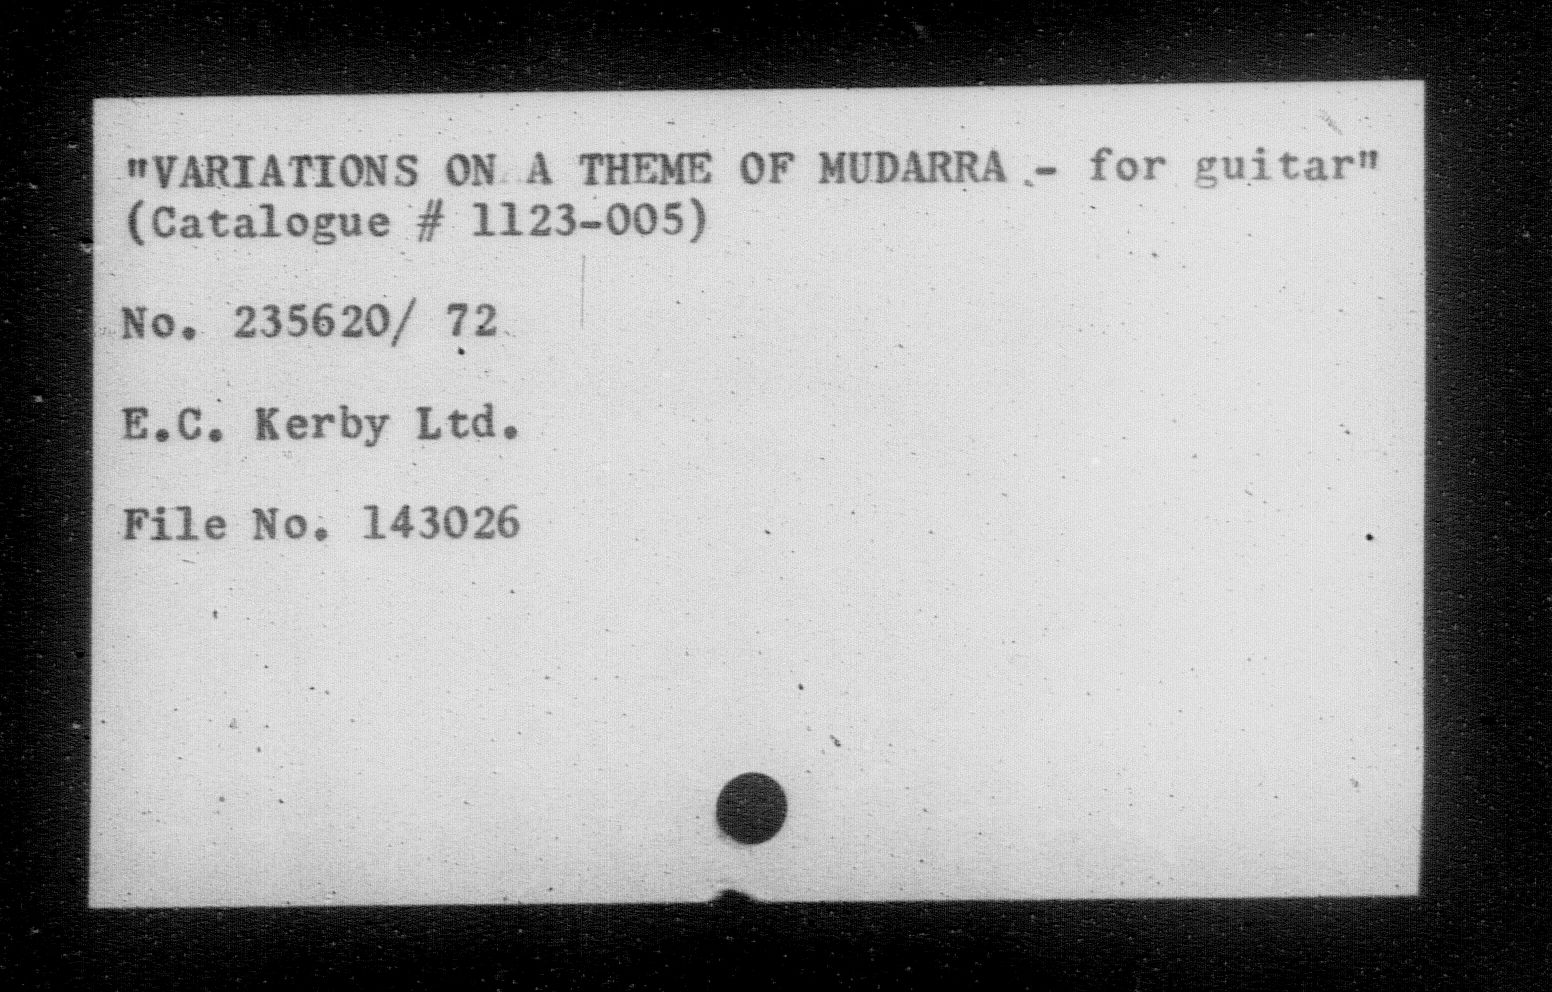 "VARIATIONS ON A THEME OF MUDARRA - for guitar"
(Catalogue # 1123-005)
No. 235620/ 72
E.C. Kerby Ltd.
File No. 143026